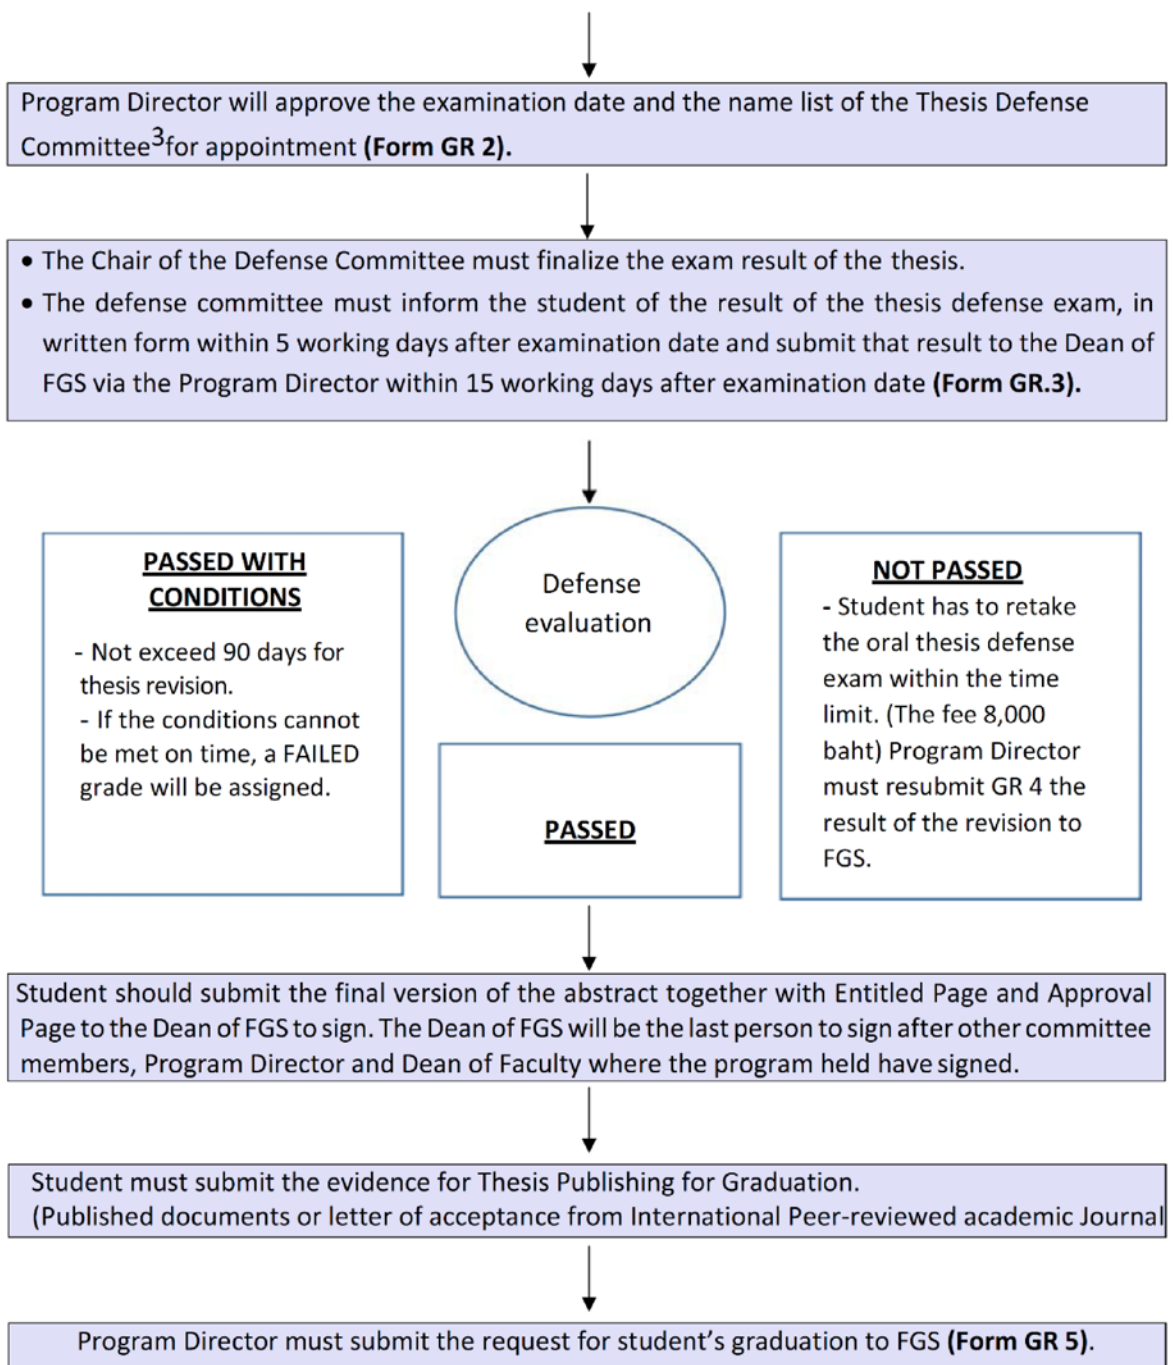 Program Director will approve the examination date and the name list of the Thesis Defense
Committee3for appointment (Form GR 2).
• The Chair of the Defense Committee must finalize the exam result of the thesis.
• The defense committee must inform the student of the result of the thesis defense exam, in
written form within 5 working days after examination date and submit that result to the Dean of
FGS via the Program Director within 15 working days after examination date (Form GR.3).
PASSED WITH
CONDITIONS
- Not exceed 90 days for
thesis revision.
- If the conditions cannot
be met on time, a FAILED
grade will be assigned.
Defense
evaluation
PASSED
NOT PASSED
- Student has to retake
the oral thesis defense
exam within the time
limit. (The fee 8,000
baht) Program Director
must resubmit GR 4 the
result of the revision to
FGS.
Student should submit the final version of the abstract together with Entitled Page and Approval
Page to the Dean of FGS to sign. The Dean of FGS will be the last person to sign after other committee
members, Program Director and Dean of Faculty where the program held have signed.
Student must submit the evidence for Thesis Publishing for Graduation.
(Published documents or letter of acceptance from International Peer-reviewed academic Journal
Program Director must submit the request for student’s graduation to FGS (Form GR 5).